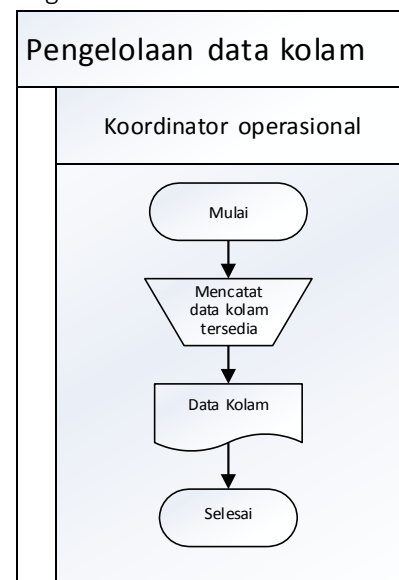 Pengelolaan data kolam
Koordinator operasional
Mulai
Mencatat
data kolam
tersedia
Data Kolam
Selesai